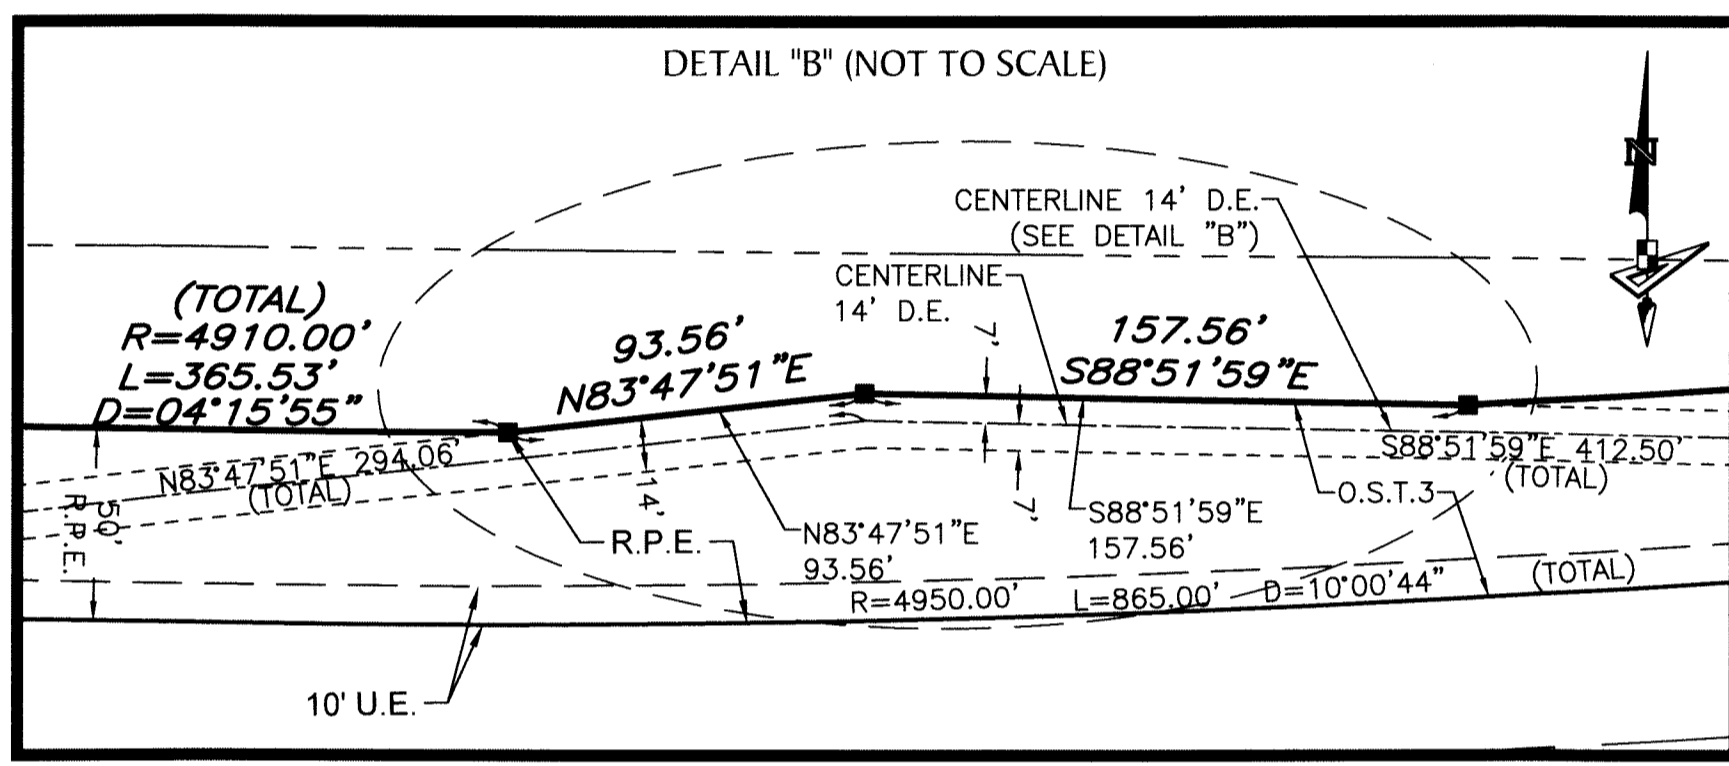 DETAIL "B" (NOT TO SCALE)
N
CENTERLINE 14' D.E.
(SEE DETAIL "B")
CENTERLINE
14' D.E.
(TOTAL)
R=4910.00'
L=365.53'
D=04°15'55"
93.56'
N83°47'51"E
7'
157.56'
S88°51'59"E
N83°47'51"E 294.06'
(TOTAL)
S88°51'59"E 412.50'
(TOTAL)
50'
R.P.E.
14'
7'
R.P.E.
N83°47'51"E
93.56'
S88°51'59"E
157.56'
O.S.T.3
R=4950.00' L=865.00' D=10°00'44" (TOTAL)
10' U.E.